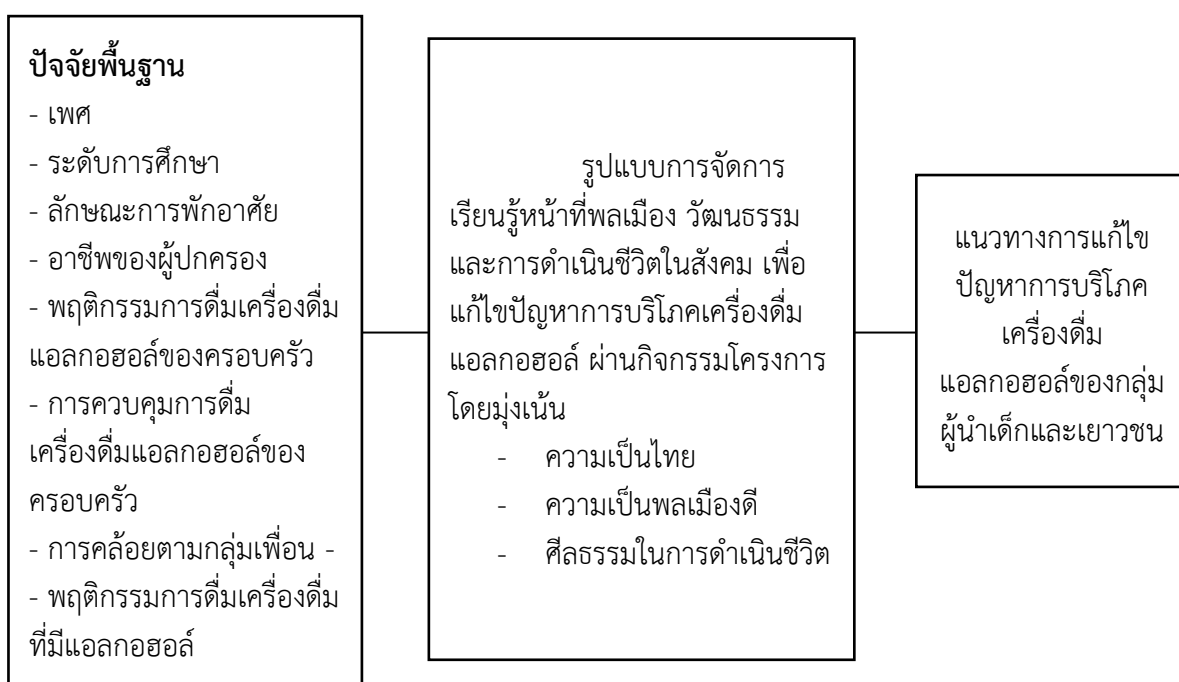 ปัจจัยพื้นฐาน
- เพศ
- ระดับการศึกษา
- ลักษณะการพักอาศัย
- อาชีพของผู้ปกครอง
- พฤติกรรมการดื่มเครื่องดื่ม
แอลกอฮอล์ของครอบครัว
- การควบคุมการดื่ม
เครื่องดื่มแอลกอฮอล์ของ
ครอบครัว
- การคล้อยตามกลุ่มเพื่อน -
- พฤติกรรมการดื่มเครื่องดื่ม
ที่มีแอลกอฮอล์
รูปแบบการจัดการ
เรียนรู้หน้าที่พลเมือง วัฒนธรรม
และการดำเนินชีวิตในสังคม เพื่อ
แก้ไขปัญหาการบริโภคเครื่องดื่ม
แอลกอฮอล์ ผ่านกิจกรรมโครงการ
โดยมุ่งเน้น
- ความเป็นไทย
- ความเป็นพลเมืองดี
- ศีลธรรมในการดำเนินชีวิต
แนวทางการแก้ไข
ปัญหาการบริโภค
เครื่องดื่ม
แอลกอฮอล์ของกลุ่ม
ผู้นำเด็กและเยาวชน